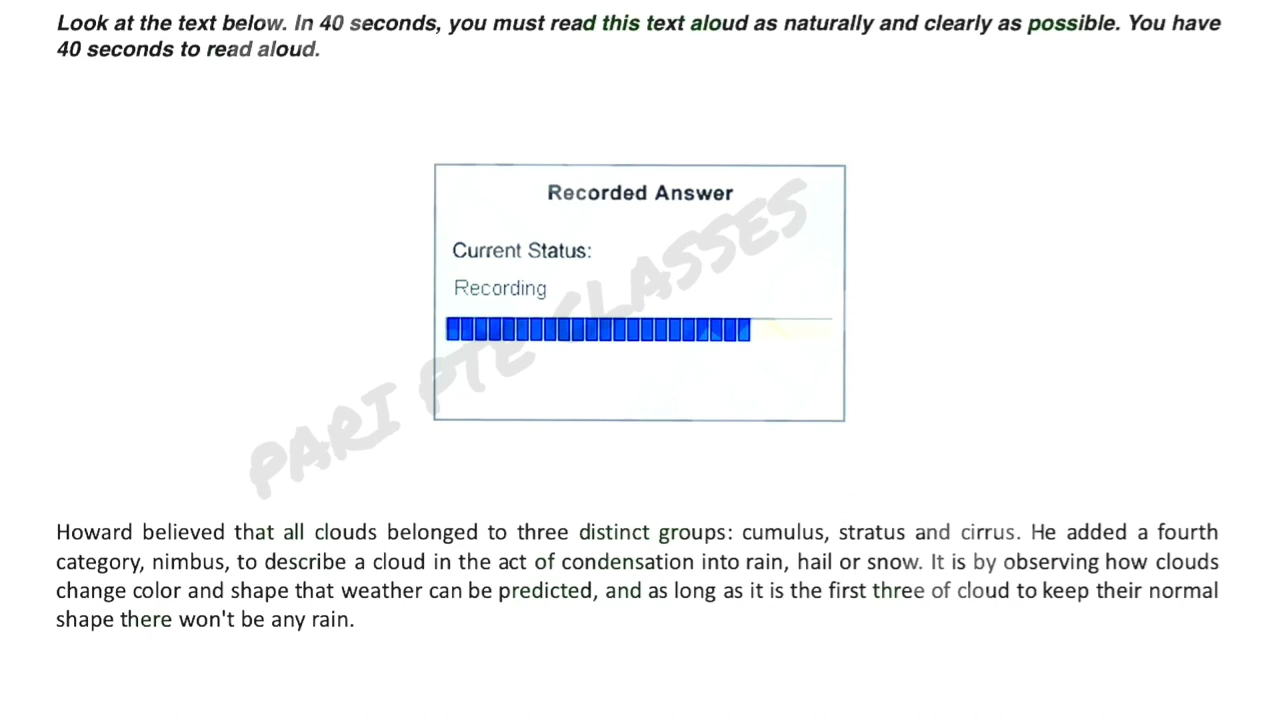 Look at the text below. In 40 seconds, you must read this text aloud as naturally and clearly as possible. You have
40 seconds to read aloud.
Recorded Answer
Current Status:
Recording
PARI PTE CLASSES
Howard believed that all clouds belonged to three distinct groups: cumulus, stratus and cirrus. He added a fourth
category, nimbus, to describe a cloud in the act of condensation into rain, hail or snow. It is by observing how clouds
change color and shape that weather can be predicted, and as long as it is the first three of cloud to keep their normal
shape there won't be any rain.